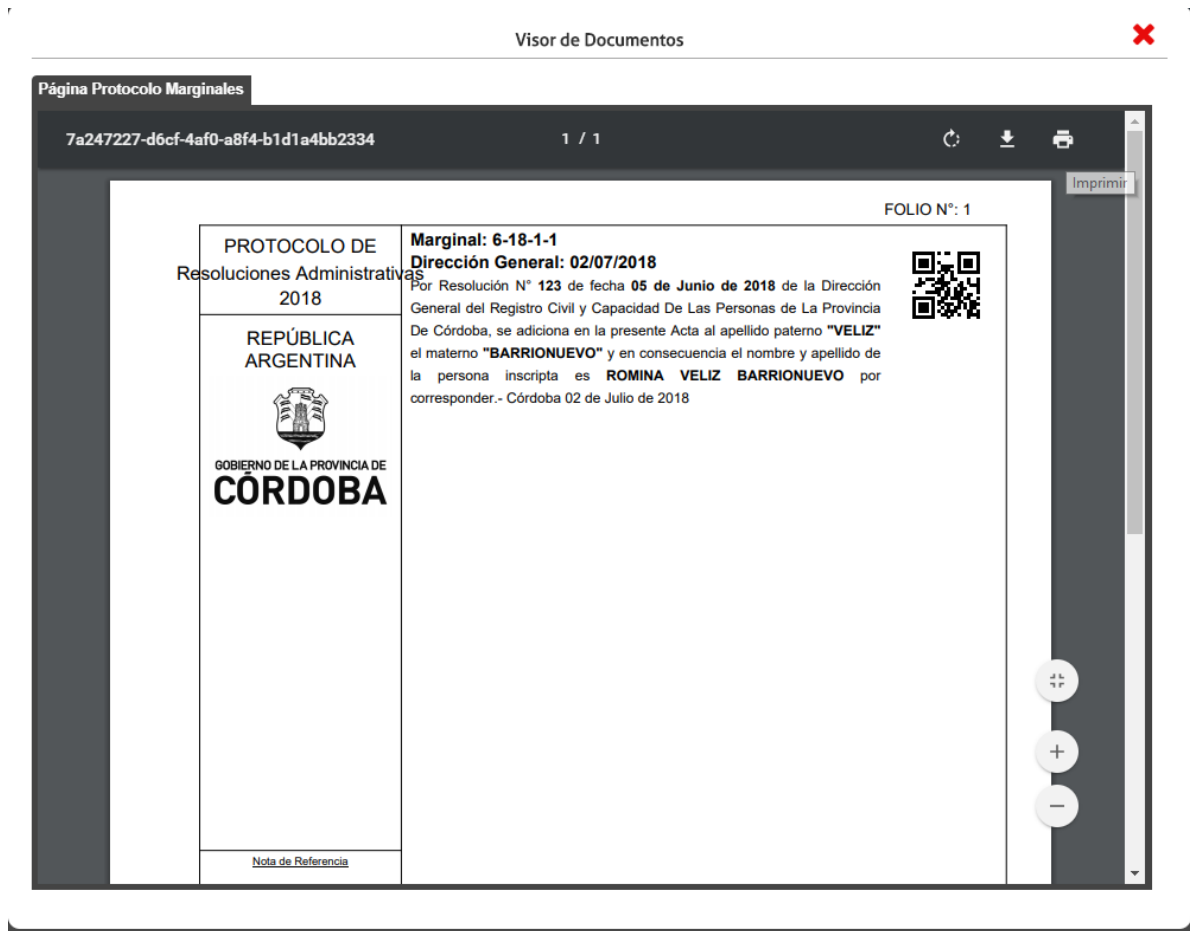 Visor de Documentos
Página Protocolo Marginales
7a247227-d6cf-4af0-a8f4-b1d1a4bb2334
1 / 1
Imprimir
FOLIO N°: 1
PROTOCOLO DE
Resoluciones Administrativas
2018
REPÚBLICA
ARGENTINA
GOBIERNO DE LA PROVINCIA DE
CÓRDOBA
Marginal: 6-18-1-1
Dirección General: 02/07/2018
Por Resolución N° 123 de fecha 05 de Junio de 2018 de la Dirección
General del Registro Civil y Capacidad De Las Personas de La Provincia
De Córdoba, se adiciona en la presente Acta al apellido paterno "VELIZ"
el materno "BARRIONUEVO" y en consecuencia el nombre y apellido de
la persona inscripta es ROMINA VELIZ BARRIONUEVO por
corresponder.- Córdoba 02 de Julio de 2018
Nota de Referencia